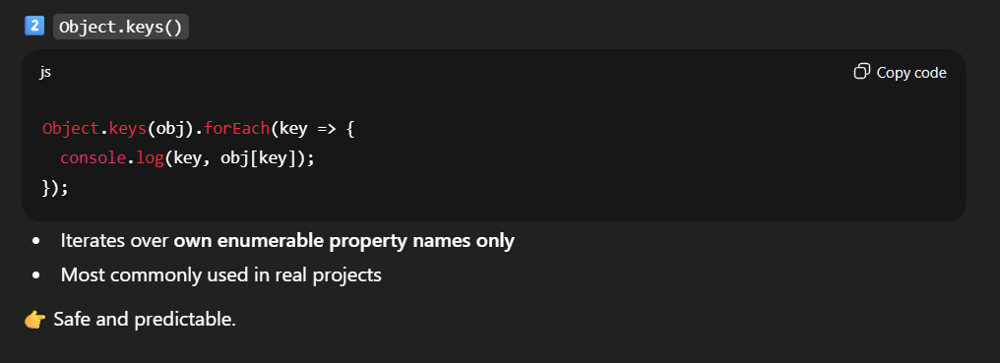 2 Object.keys()
js
Copy code
Object.keys(obj).forEach(key => {
  console.log(key, obj[key]);
});
• Iterates over own enumerable property names only
• Most commonly used in real projects
👉 Safe and predictable.